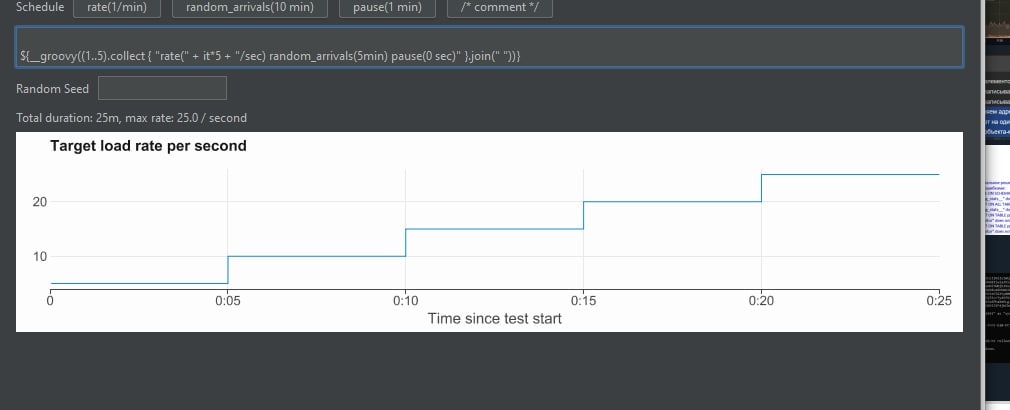 Schedule rate(1/min) random_arrivals(10 min) pause(1 min) /* comment */
${__groovy((1..5).collect { "rate(" + it*5 + "/sec) random_arrivals(5min) pause(0 sec)" }.join(" "))}
Random Seed
Total duration: 25m, max rate: 25.0 / second
Target load rate per second
20
10
0 0:05 0:10 0:15 0:20 0:25
Time since test start